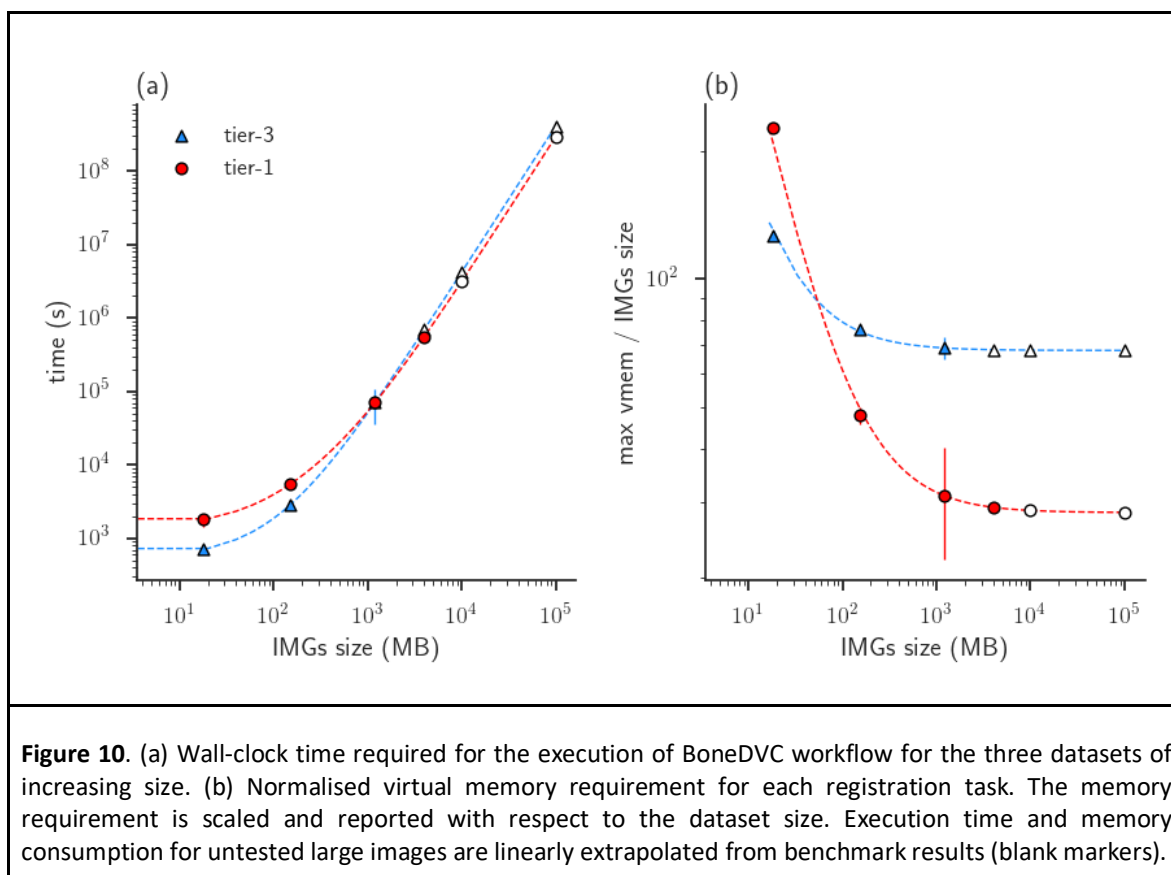 (a)
tier-3
tier-1
10^8
10^7
10^6
10^5
10^4
10^3
time (s)
10^1 10^2 10^3 10^4 10^5
IMGs size (MB)
(b)
10^2
max vmem / IMGs size
10^1 10^2 10^3 10^4 10^5
IMGs size (MB)
Figure 10. (a) Wall-clock time required for the execution of BoneDVC workflow for the three datasets of
increasing size. (b) Normalised virtual memory requirement for each registration task. The memory
requirement is scaled and reported with respect to the dataset size. Execution time and memory
consumption for untested large images are linearly extrapolated from benchmark results (blank markers).